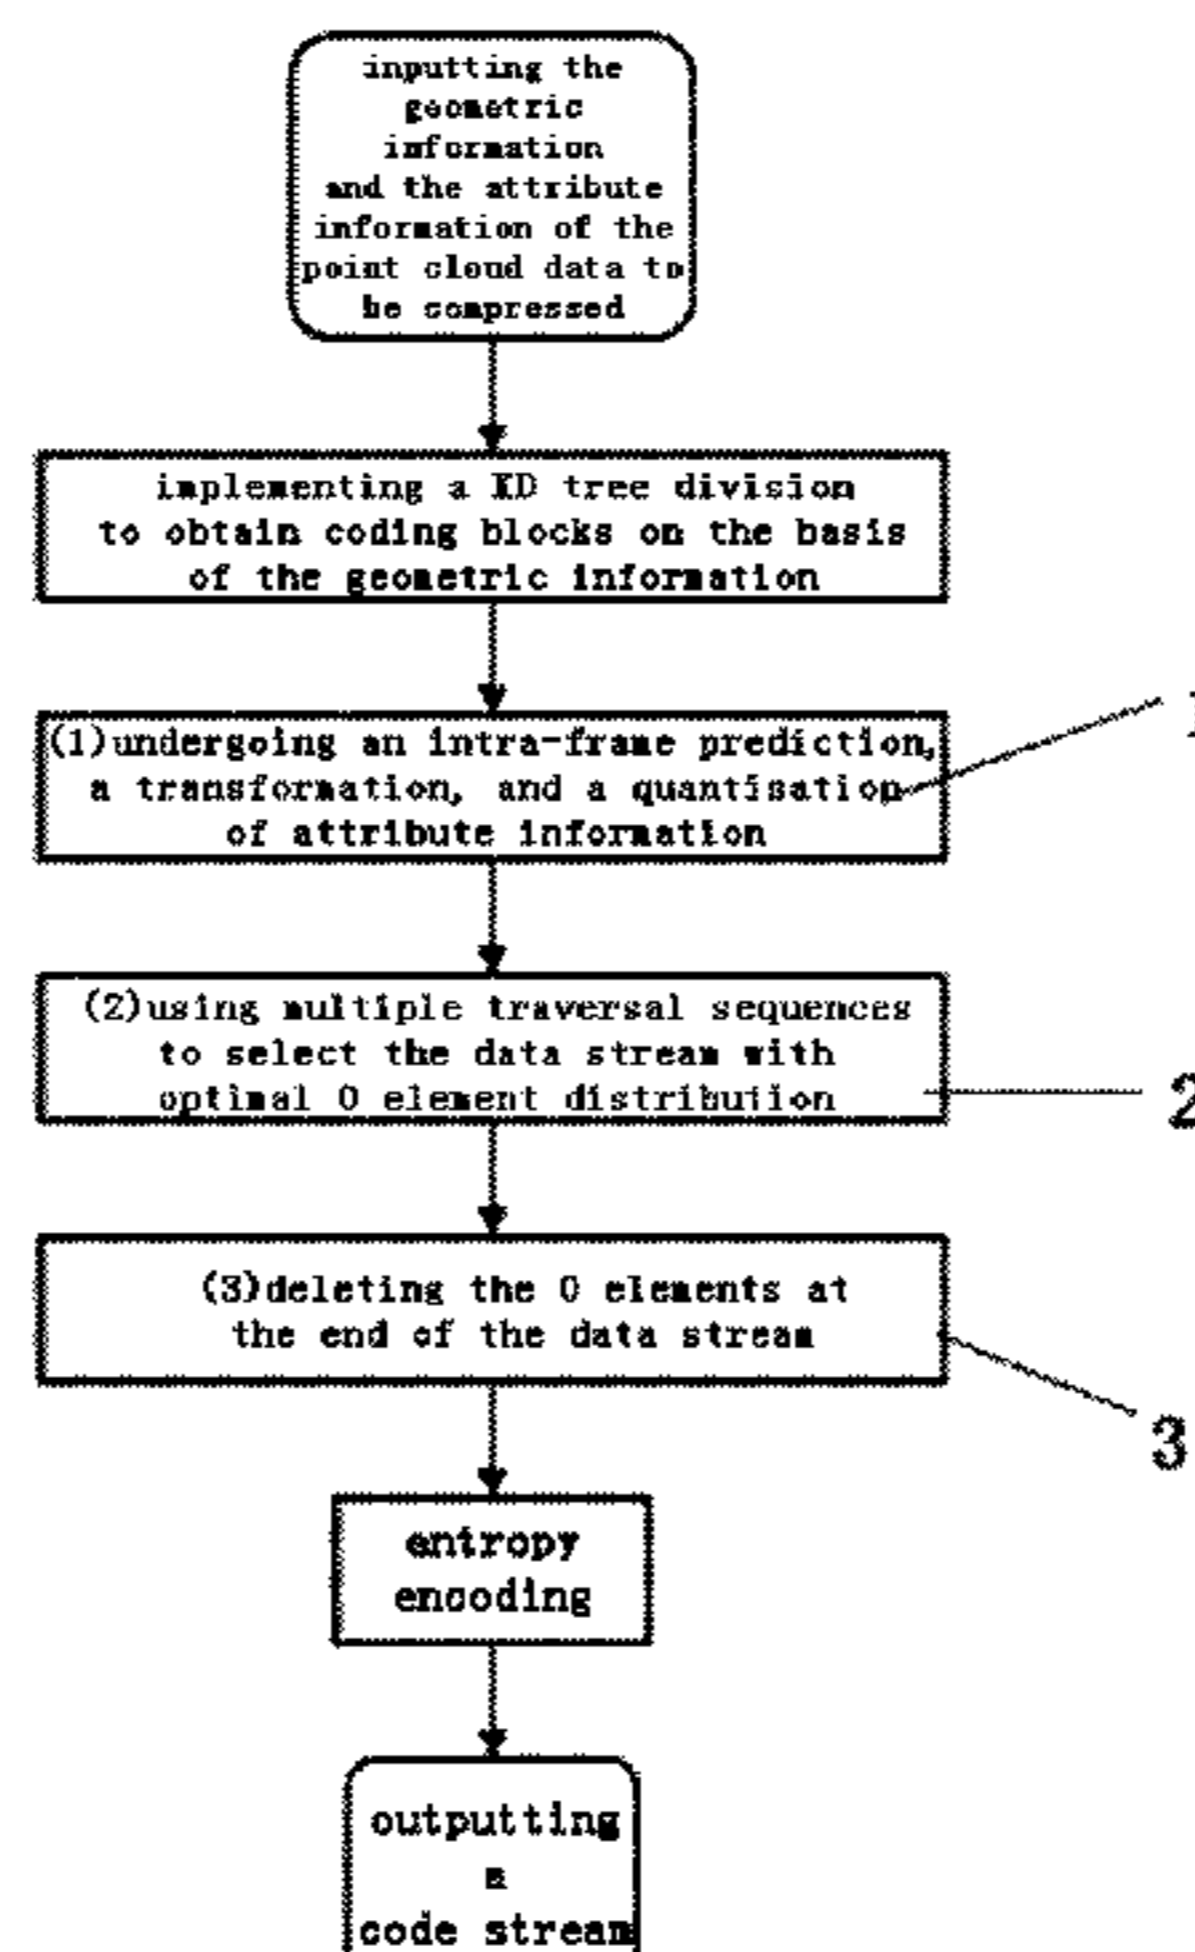 inputting the
geometric
information
and the attribute
information of the
point cloud data to
be compressed
implementing a KD tree division
to obtain coding blocks on the basis
of the geometric information
(1)undergoing an intra-frame prediction,
a transformation, and a quantisation
of attribute information
1
(2)using multiple traversal sequences
to select the data stream with
optimal 0 element distribution
2
(3)deleting the 0 elements at
the end of the data stream
3
entropy
encoding
outputting
a
code stream